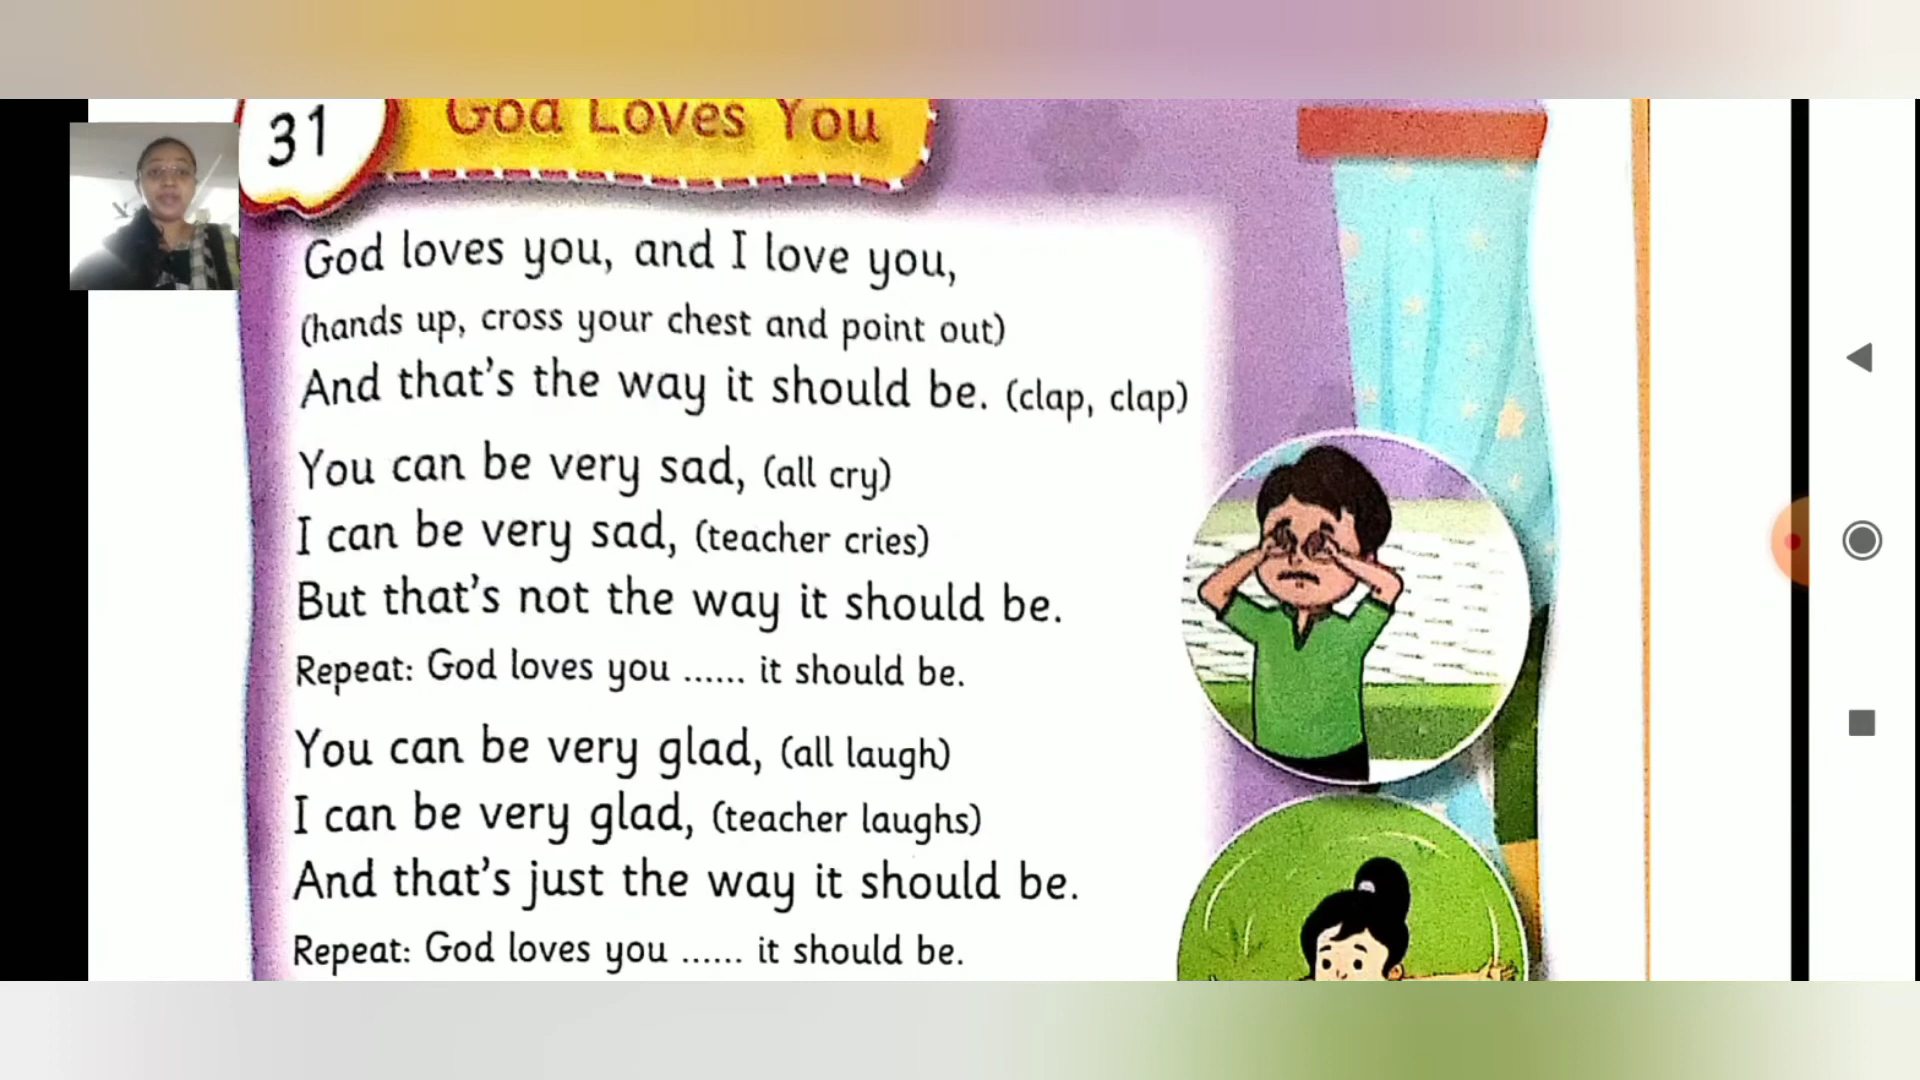 31
God Loves You
God loves you, and I love you,
(hands up, cross your chest and point out)
And that's the way it should be. (clap, clap)
You can be very sad, (all cry)
I can be very sad, (teacher cries)
But that's not the way it should be.
Repeat: God loves you ...... it should be.
You can be very glad, (all laugh)
I can be very glad, (teacher laughs)
And that's just the way it should be.
Repeat: God loves you ...... it should be.